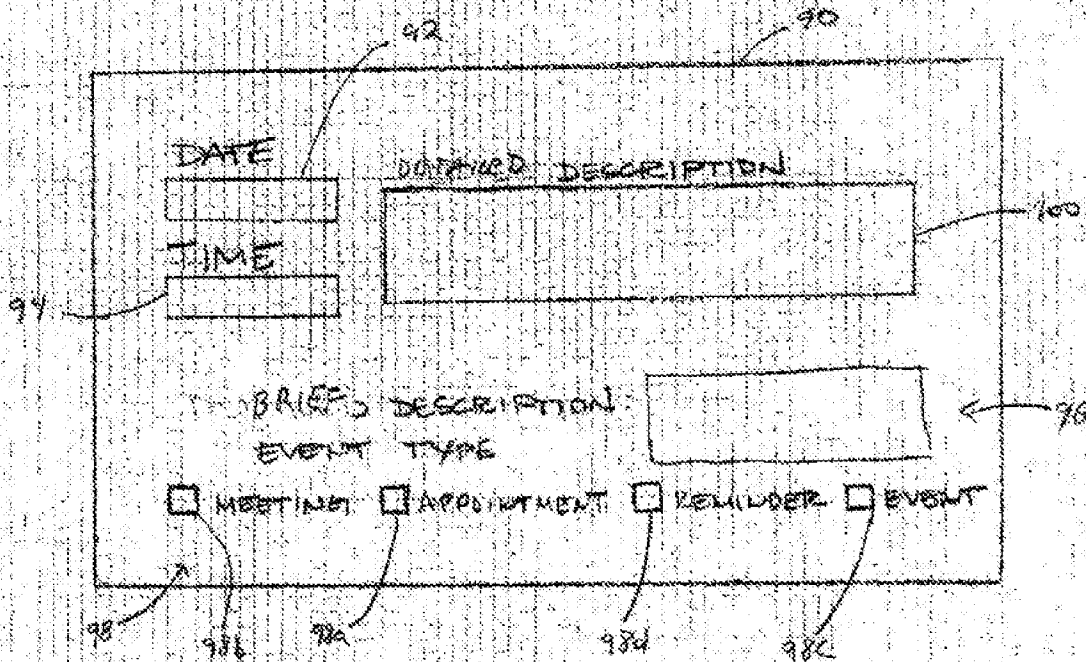 92
90
DATE
DETAILED DESCRIPTION
100
TIME
94
BRIEF DESCRIPTION
96
EVENT TYPE
MEETING APPOINTMENT REMINDER EVENT
98 98b 98a 98d 98c